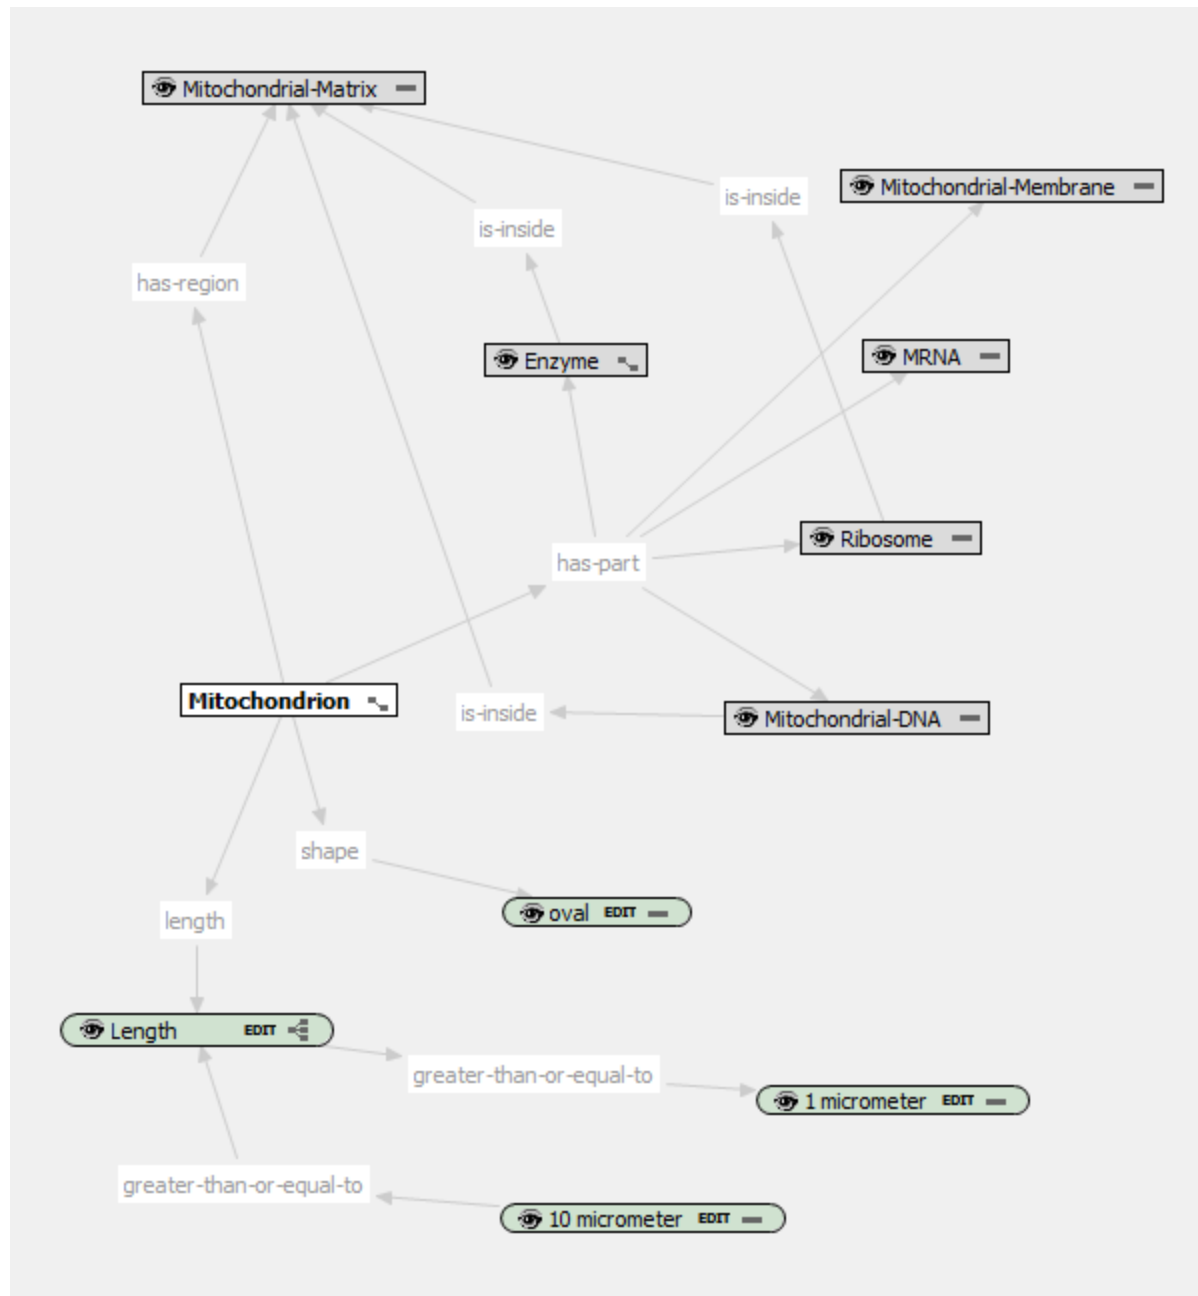 Mitochondrial-Matrix
is-inside
Mitochondrial-Membrane
is-inside
has-region
Enzyme
MRNA
Ribosome
has-part
Mitochondrion
is-inside
Mitochondrial-DNA
shape
oval EDIT
length
Length EDIT
greater-than-or-equal-to
1 micrometer EDIT
greater-than-or-equal-to
10 micrometer EDIT